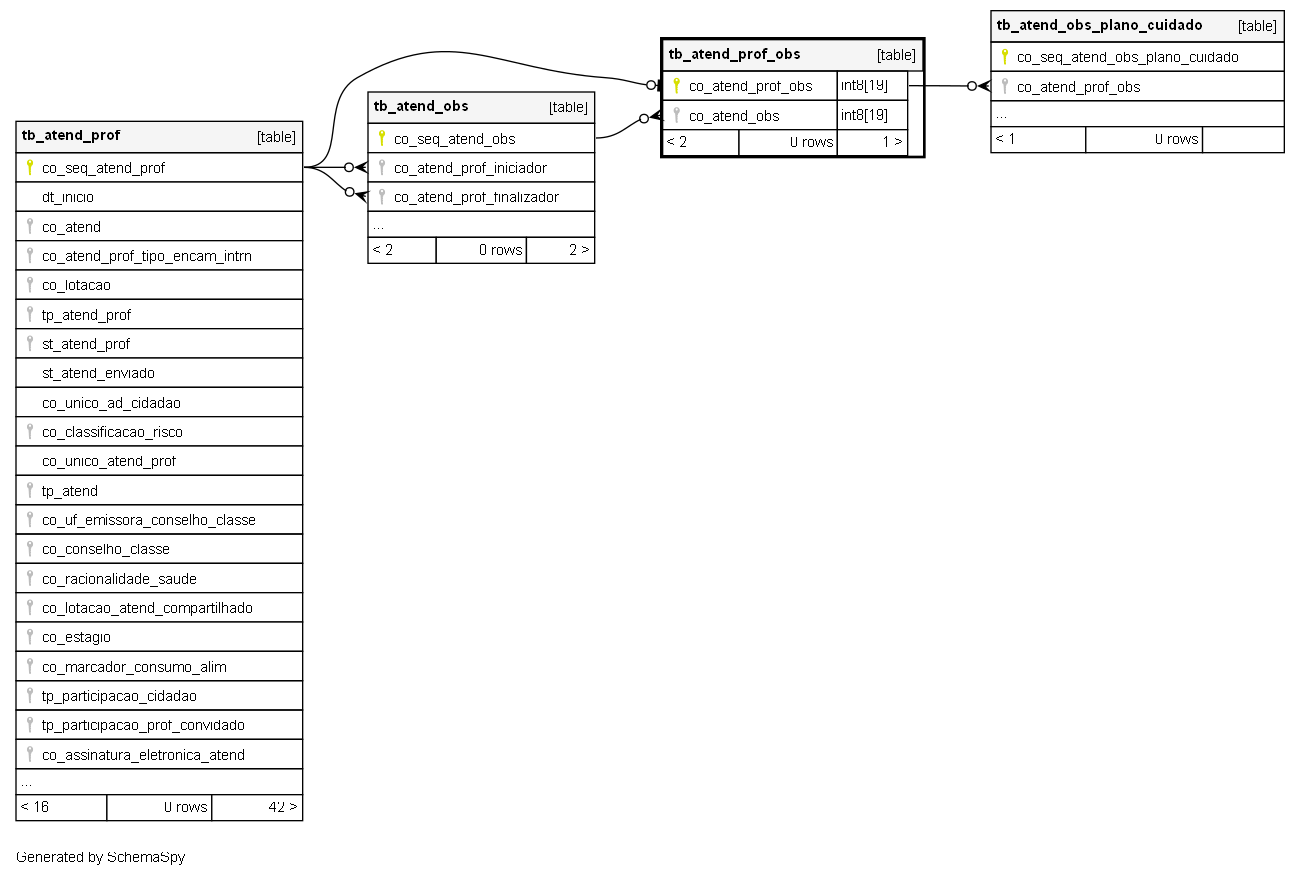 tb_atend_prof [table]
co_seq_atend_prof
dt_inicio
co_atend
co_atend_prof_tipo_encam_intrn
co_lotacao
tp_atend_prof
st_atend_prof
st_atend_enviado
co_unico_ad_cidadao
co_classificacao_risco
co_unico_atend_prof
tp_atend
co_uf_emissora_conselho_classe
co_conselho_classe
co_racionalidade_saude
co_lotacao_atend_compartilhado
co_estagio
co_marcador_consumo_alim
tp_participacao_cidadao
tp_participacao_prof_convidado
co_assinatura_eletronica_atend
...
< 16 0 rows 42 >
tb_atend_obs [table]
co_seq_atend_obs
co_atend_prof_iniciador
co_atend_prof_finalizador
...
< 2 0 rows 2 >
tb_atend_prof_obs [table]
co_atend_prof_obs int8[19]
co_atend_obs int8[19]
< 2 0 rows 1 >
tb_atend_obs_plano_cuidado [table]
co_seq_atend_obs_plano_cuidado
co_atend_prof_obs
...
< 1 0 rows
Generated by SchemaSpy